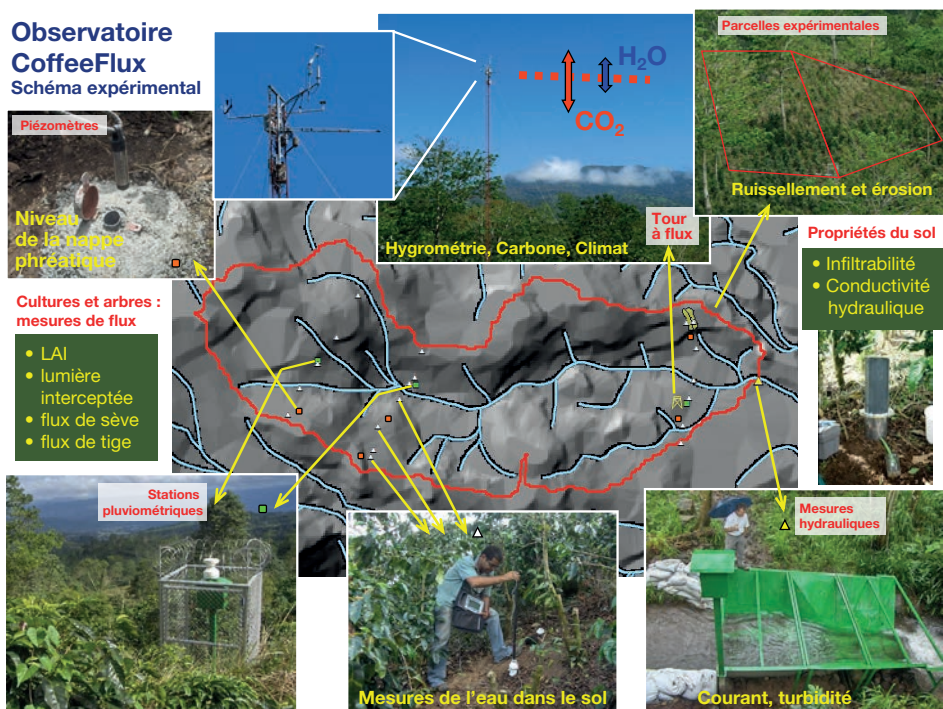 Observatoire
CoffeeFlux
Schéma expérimental
Piézomètres
Niveau
de la nappe
phréatique
H₂O
CO₂
Hygrométrie, Carbone, Climat
Tour
à flux
Parcelles expérimentales
Ruissellement et érosion
Propriétés du sol
• Infiltrabilité
• Conductivité
hydraulique
Cultures et arbres :
mesures de flux
• LAI
• lumière
interceptée
• flux de sève
• flux de tige
Stations
pluviométriques
Mesures de l'eau dans le sol
Mesures
hydrauliques
Courant, turbidité